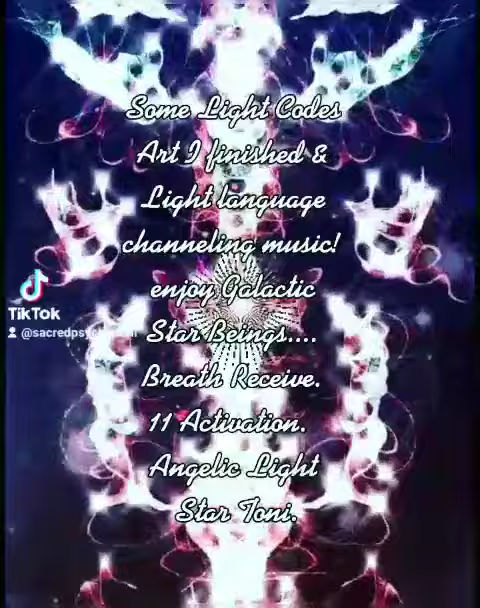 Some Light Codes
Art I finished &
Light language
channeling music!
enjoy Galactic
Star Beings....
Breath Receive.
11 Activation.
Angelic Light
Star Toni.
TikTok